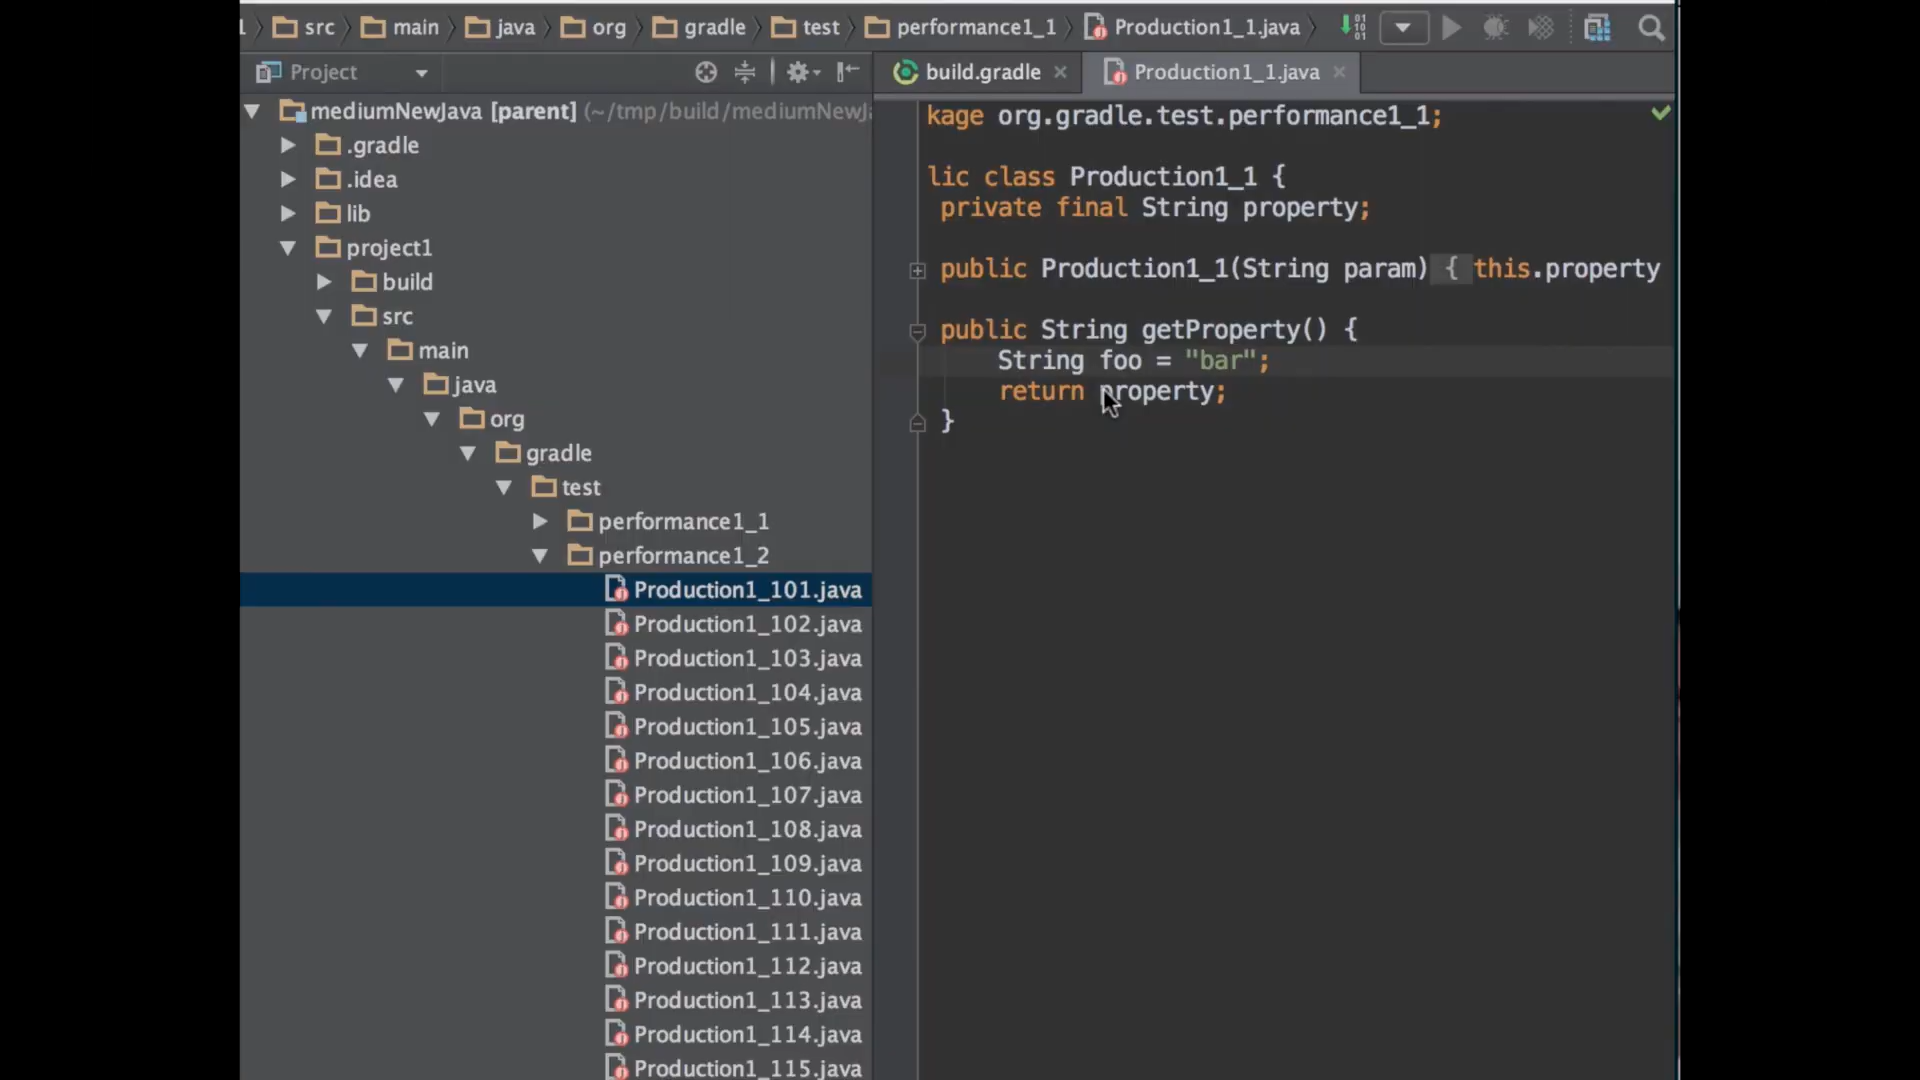 1 src main java org gradle test performance1_1 Production1_1.java
Project
build.gradle Production1_1.java
mediumNewJava [parent] (~/tmp/build/mediumNewJ
.gradle
.idea
lib
project1
build
src
main
java
org
gradle
test
performance1_1
performance1_2
Production1_101.java
Production1_102.java
Production1_103.java
Production1_104.java
Production1_105.java
Production1_106.java
Production1_107.java
Production1_108.java
Production1_109.java
Production1_110.java
Production1_111.java
Production1_112.java
Production1_113.java
Production1_114.java
Production1_115.java
kage org.gradle.test.performance1_1;
lic class Production1_1 {
private final String property;
public Production1_1(String param) { this.property
public String getProperty() {
String foo = "bar";
return property;
}